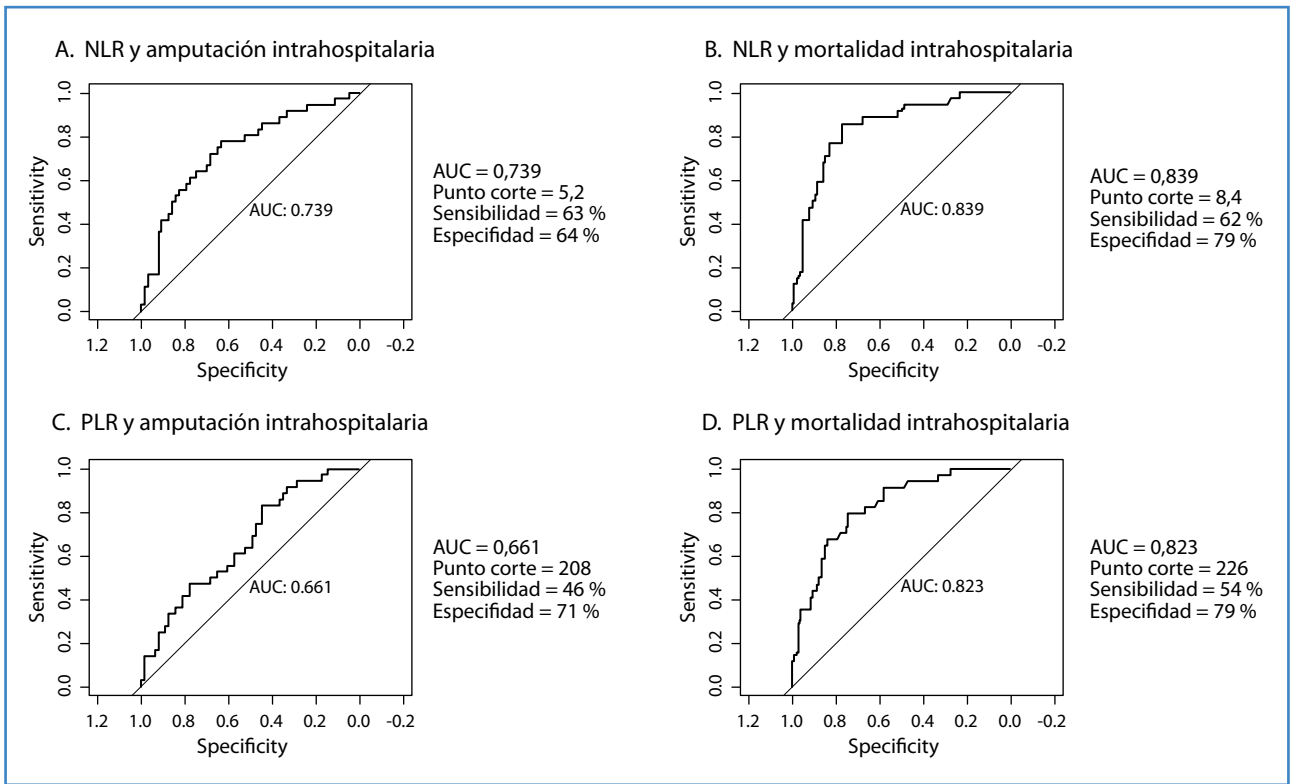 A. NLR y amputación intrahospitalaria
Sensitivity
0.0 0.2 0.4 0.6 0.8 1.0
AUC: 0.739
1.2 1.0 0.8 0.6 0.4 0.2 0.0 -0.2
Specificity
AUC = 0,739
Punto corte = 5,2
Sensibilidad = 63 %
Especifidad = 64 %
B. NLR y mortalidad intrahospitalaria
Sensitivity
0.0 0.2 0.4 0.6 0.8 1.0
AUC: 0.839
1.2 1.0 0.8 0.6 0.4 0.2 0.0 -0.2
Specificity
AUC = 0,839
Punto corte = 8,4
Sensibilidad = 62 %
Especifidad = 79 %
C. PLR y amputación intrahospitalaria
Sensitivity
0.0 0.2 0.4 0.6 0.8 1.0
AUC: 0.661
1.2 1.0 0.8 0.6 0.4 0.2 0.0 -0.2
Specificity
AUC = 0,661
Punto corte = 208
Sensibilidad = 46 %
Especifidad = 71 %
D. PLR y mortalidad intrahospitalaria
Sensitivity
0.0 0.2 0.4 0.6 0.8 1.0
AUC: 0.823
1.2 1.0 0.8 0.6 0.4 0.2 0.0 -0.2
Specificity
AUC = 0,823
Punto corte = 226
Sensibilidad = 54 %
Especifidad = 79 %